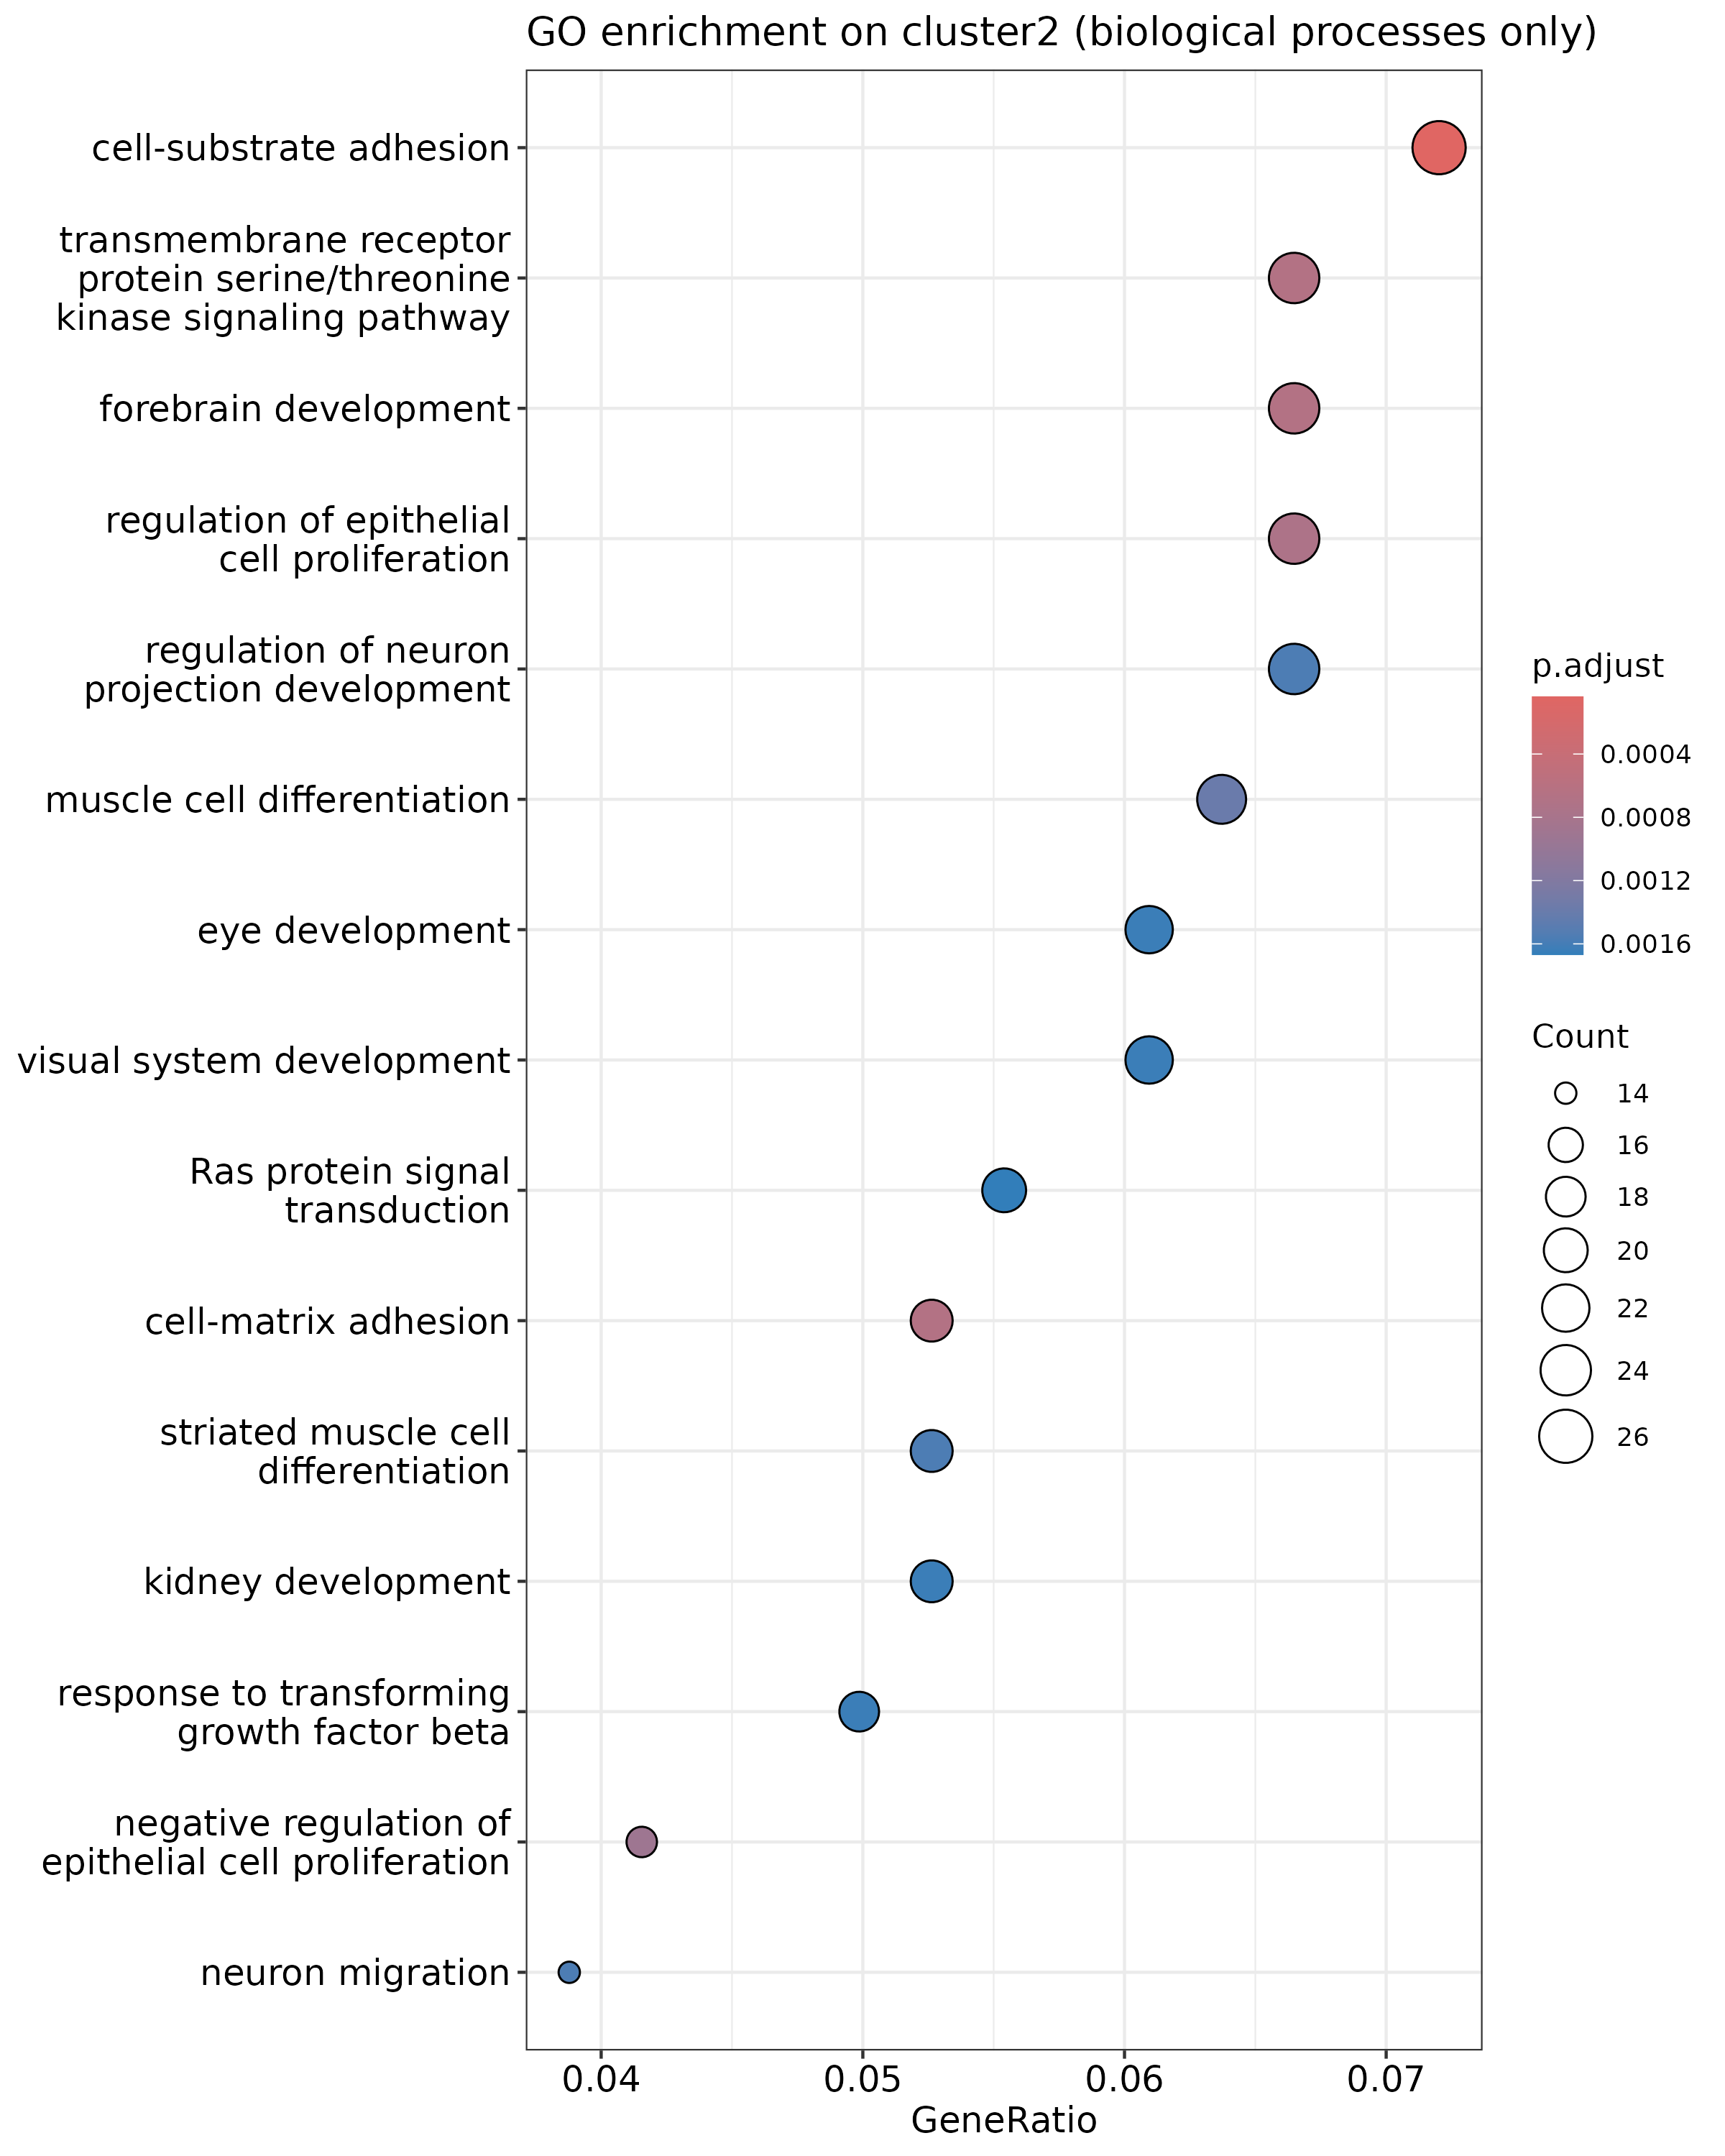 GO enrichment on cluster2 (biological processes only)
cell-substrate adhesion
transmembrane receptor
protein serine/threonine
kinase signaling pathway
forebrain development
regulation of epithelial
cell proliferation
regulation of neuron
projection development
muscle cell differentiation
eye development
visual system development
Ras protein signal
transduction
cell-matrix adhesion
striated muscle cell
differentiation
kidney development
response to transforming
growth factor beta
negative regulation of
epithelial cell proliferation
neuron migration
0.04 0.05 0.06 0.07
GeneRatio
p.adjust
0.0004
0.0008
0.0012
0.0016
Count
14
16
18
20
22
24
26